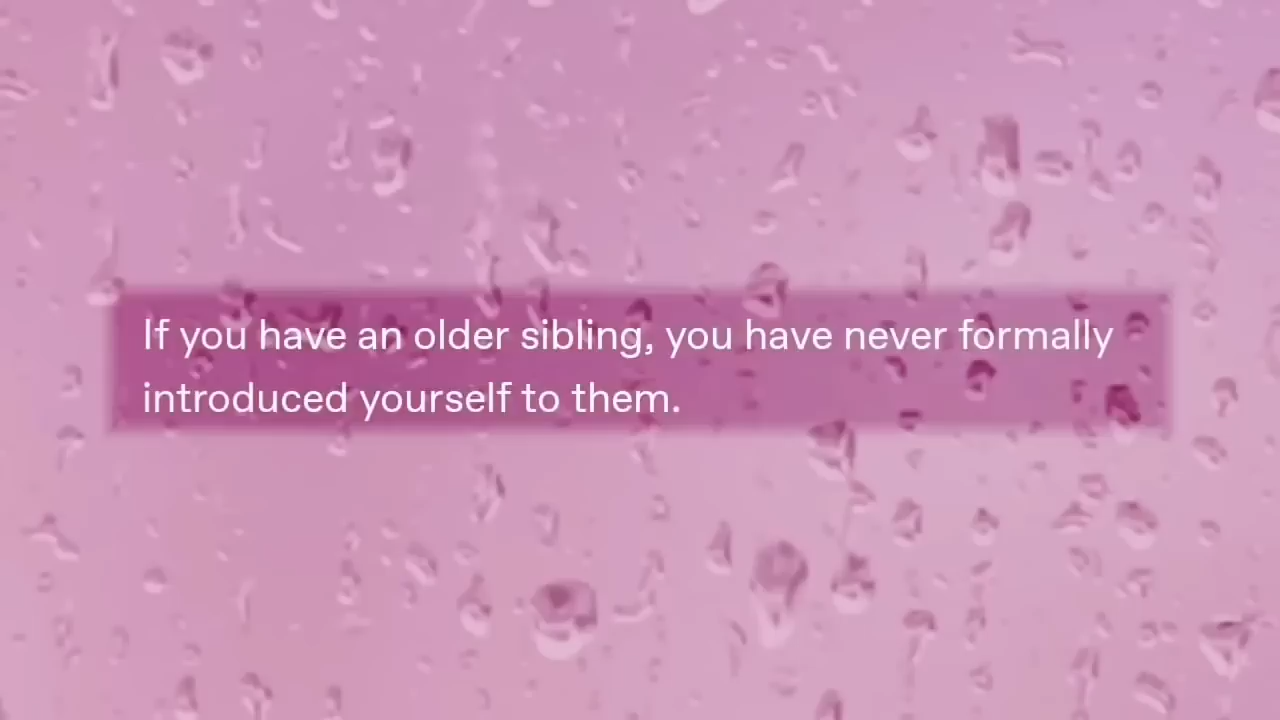 If you have an older sibling, you have never formally
introduced yourself to them.